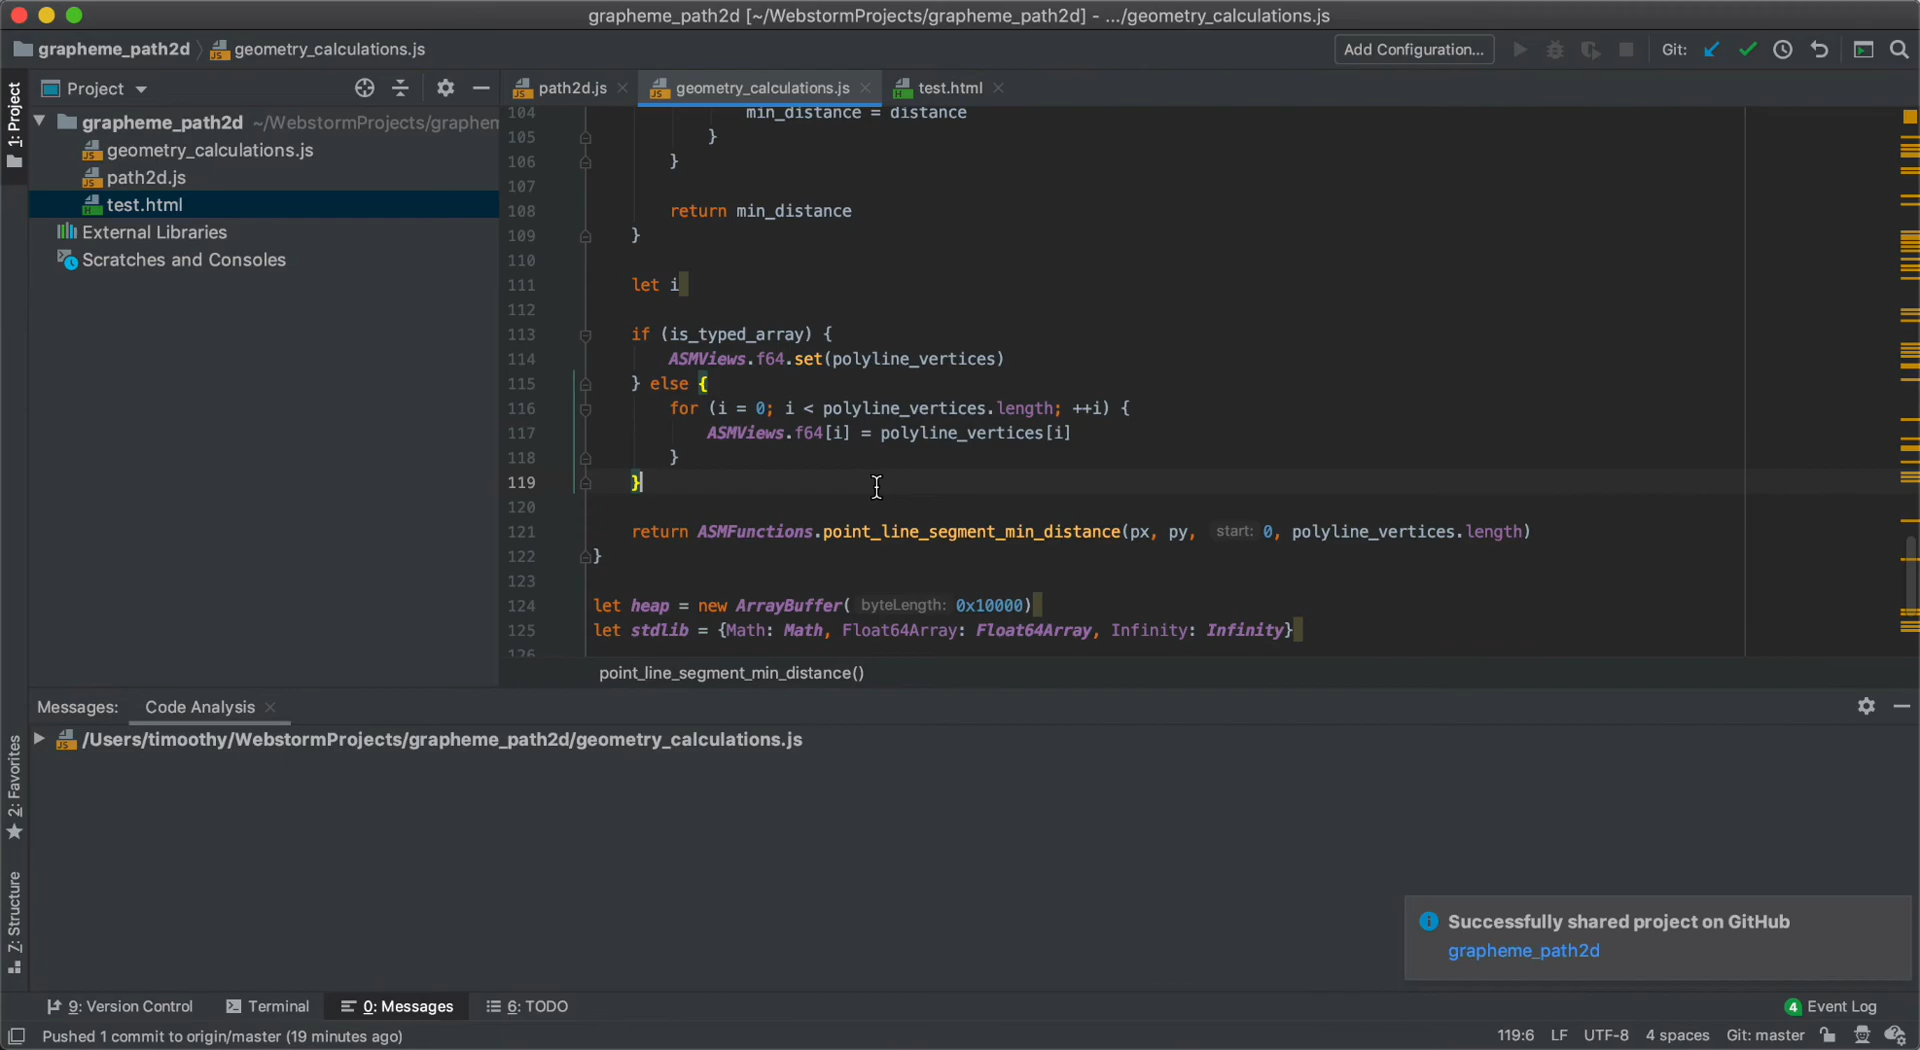 grapheme_path2d [~/WebstormProjects/grapheme_path2d] - .../geometry_calculations.js
grapheme_path2d
geometry_calculations.js
Add Configuration...
Git:
1: Project
Project
path2d.js
geometry_calculations.js
test.html
grapheme_path2d ~/WebstormProjects/graphem
geometry_calculations.js
path2d.js
test.html
External Libraries
Scratches and Consoles
104 min_distance = distance
105 }
106 }
107
108 return min_distance
109 }
110
111 let i
112
113 if (is_typed_array) {
114 ASMViews.f64.set(polyline_vertices)
115 } else {
116 for (i = 0; i < polyline_vertices.length; ++i) {
117 ASMViews.f64[i] = polyline_vertices[i]
118 }
119 }
120
121 return ASMFunctions.point_line_segment_min_distance(px, py, start: 0, polyline_vertices.length)
122 }
123
124 let heap = new ArrayBuffer( byteLength: 0x10000)
125 let stdlib = {Math: Math, Float64Array: Float64Array, Infinity: Infinity}
126
point_line_segment_min_distance()
Messages: Code Analysis
/Users/timoothy/WebstormProjects/grapheme_path2d/geometry_calculations.js
2: Favorites
Z: Structure
Successfully shared project on GitHub
grapheme_path2d
9: Version Control
Terminal
0: Messages
6: TODO
4 Event Log
Pushed 1 commit to origin/master (19 minutes ago)
119:6 LF UTF-8 4 spaces Git: master